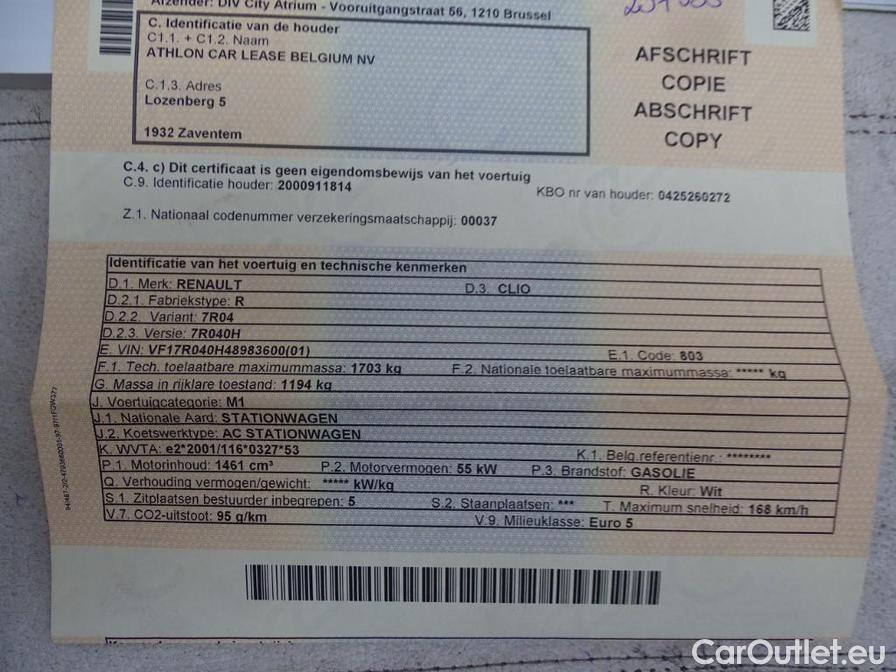 Afzender: DIV City Atrium - Vooruitgangstraat 56, 1210 Brussel
C. Identificatie van de houder
C1.1. + C1.2. Naam
ATHLON CAR LEASE BELGIUM NV
C.1.3. Adres
Lozenberg 5
1932 Zaventem
AFSCHRIFT
COPIE
ABSCHRIFT
COPY
C.4. c) Dit certificaat is geen eigendomsbewijs van het voertuig
C.9. Identificatie houder: 2000911814
KBO nr van houder: 0425260272
Z.1. Nationaal codenummer verzekeringsmaatschappij: 00037
Identificatie van het voertuig en technische kenmerken
D.1. Merk: RENAULT D.3. CLIO
D.2.1. Fabriekstype: R
D.2.2. Variant: 7R04
D.2.3. Versie: 7R040H
E. VIN: VF17R040H48983600(01) E.1. Code: 803
F.1. Tech. toelaatbare maximummassa: 1703 kg F.2. Nationale toelaatbare maximummassa: ***** kg
G. Massa in rijklare toestand: 1194 kg
J. Voertuigcategorie: M1
J.1. Nationale Aard: STATIONWAGEN
J.2. Koetswerktype: AC STATIONWAGEN
K. WVTA: e2*2001/116*0327*53 K.1. Belg.referentienr.: ********
P.1. Motorinhoud: 1461 cm³ P.2. Motorvermogen: 55 kW P.3. Brandstof: GASOLIE
Q. Verhouding vermogen/gewicht: ***** kW/kg R. Kleur: Wit
S.1. Zitplaatsen bestuurder inbegrepen: 5 S.2. Staanplaatsen: *** T. Maximum snelheid: 168 km/h
V.7. CO2-uitstoot: 95 g/km V.9. Milieuklasse: Euro 5
CarOutlet.eu